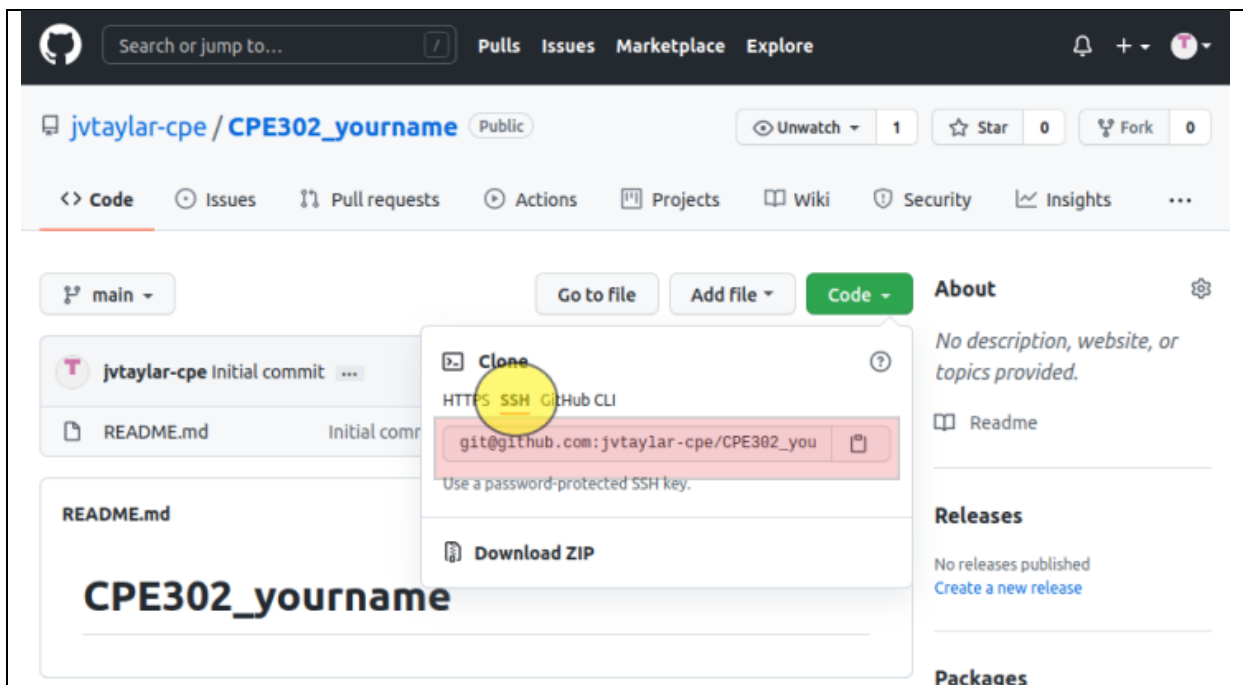 Search or jump to... / Pulls Issues Marketplace Explore
jvtaylar-cpe / CPE302_yourname Public Unwatch 1 Star 0 Fork 0
<> Code Issues Pull requests Actions Projects Wiki Security Insights ...
main Go to file Add file Code About
No description, website, or
topics provided.
Clone
T jvtaylar-cpe Initial commit ...
HTTPS SSH GitHub CLI
README.md Initial comm
git@github.com:jvtaylar-cpe/CPE302_you
Readme
Use a password-protected SSH key.
README.md
Releases
Download ZIP
No releases published
Create a new release
CPE302_yourname
Packages